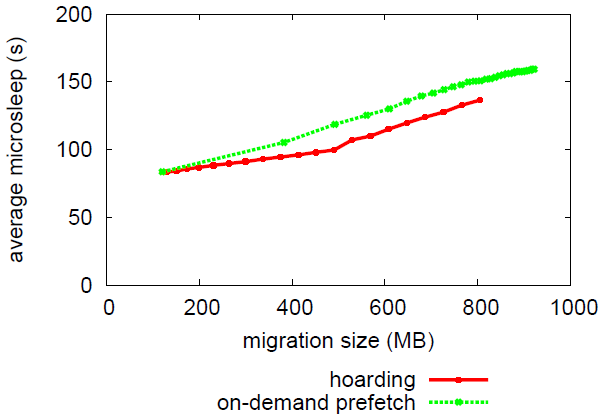 200
150
100
50
0
average microsleep (s)
0 200 400 600 800 1000
migration size (MB)
hoarding
on-demand prefetch